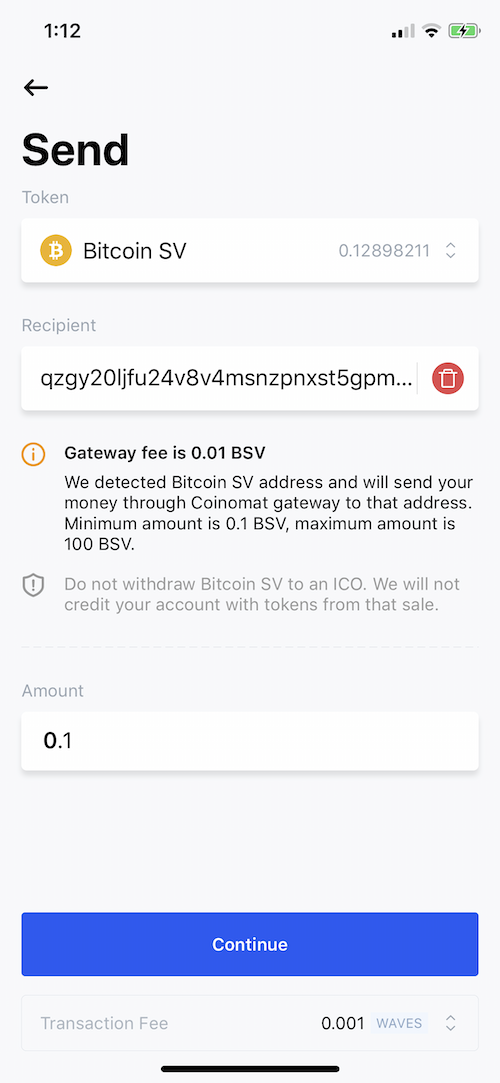 1:12
Send
Token
Bitcoin SV 0.12898211
Recipient
qzgy20ljfu24v8v4msnzpnxst5gpm...
Gateway fee is 0.01 BSV
We detected Bitcoin SV address and will send your
money through Coinomat gateway to that address.
Minimum amount is 0.1 BSV, maximum amount is
100 BSV.
Do not withdraw Bitcoin SV to an ICO. We will not
credit your account with tokens from that sale.
Amount
0.1
Continue
Transaction Fee 0.001 WAVES